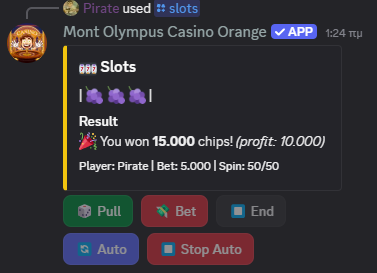 Pirate used slots
Mont Olympus Casino Orange ✓ APP 1:24 πμ
Slots
| |
Result
You won 15.000 chips! (profit: 10.000)
Player: Pirate | Bet: 5.000 | Spin: 50/50
Pull Bet End
Auto Stop Auto